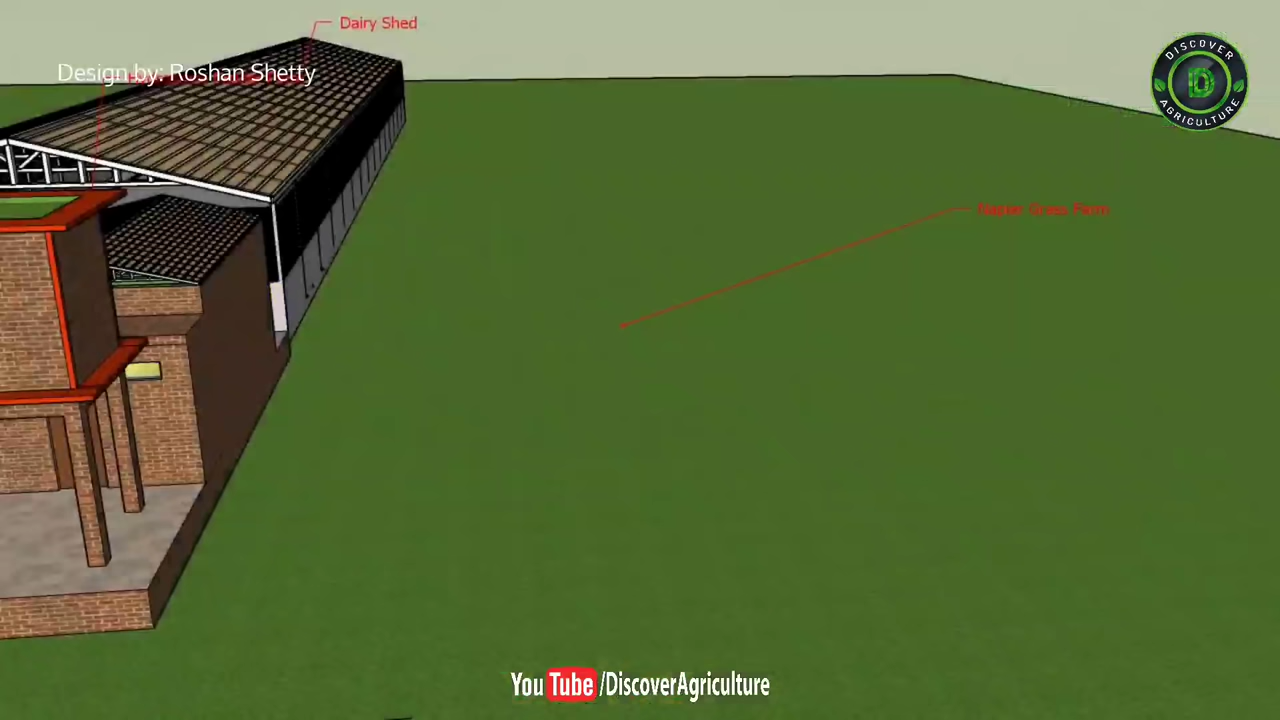 Dairy Shed
Design by: Roshan Shetty
DISCOVER
D
AGRICULTURE
Napier Grass Farm
YouTube/DiscoverAgriculture